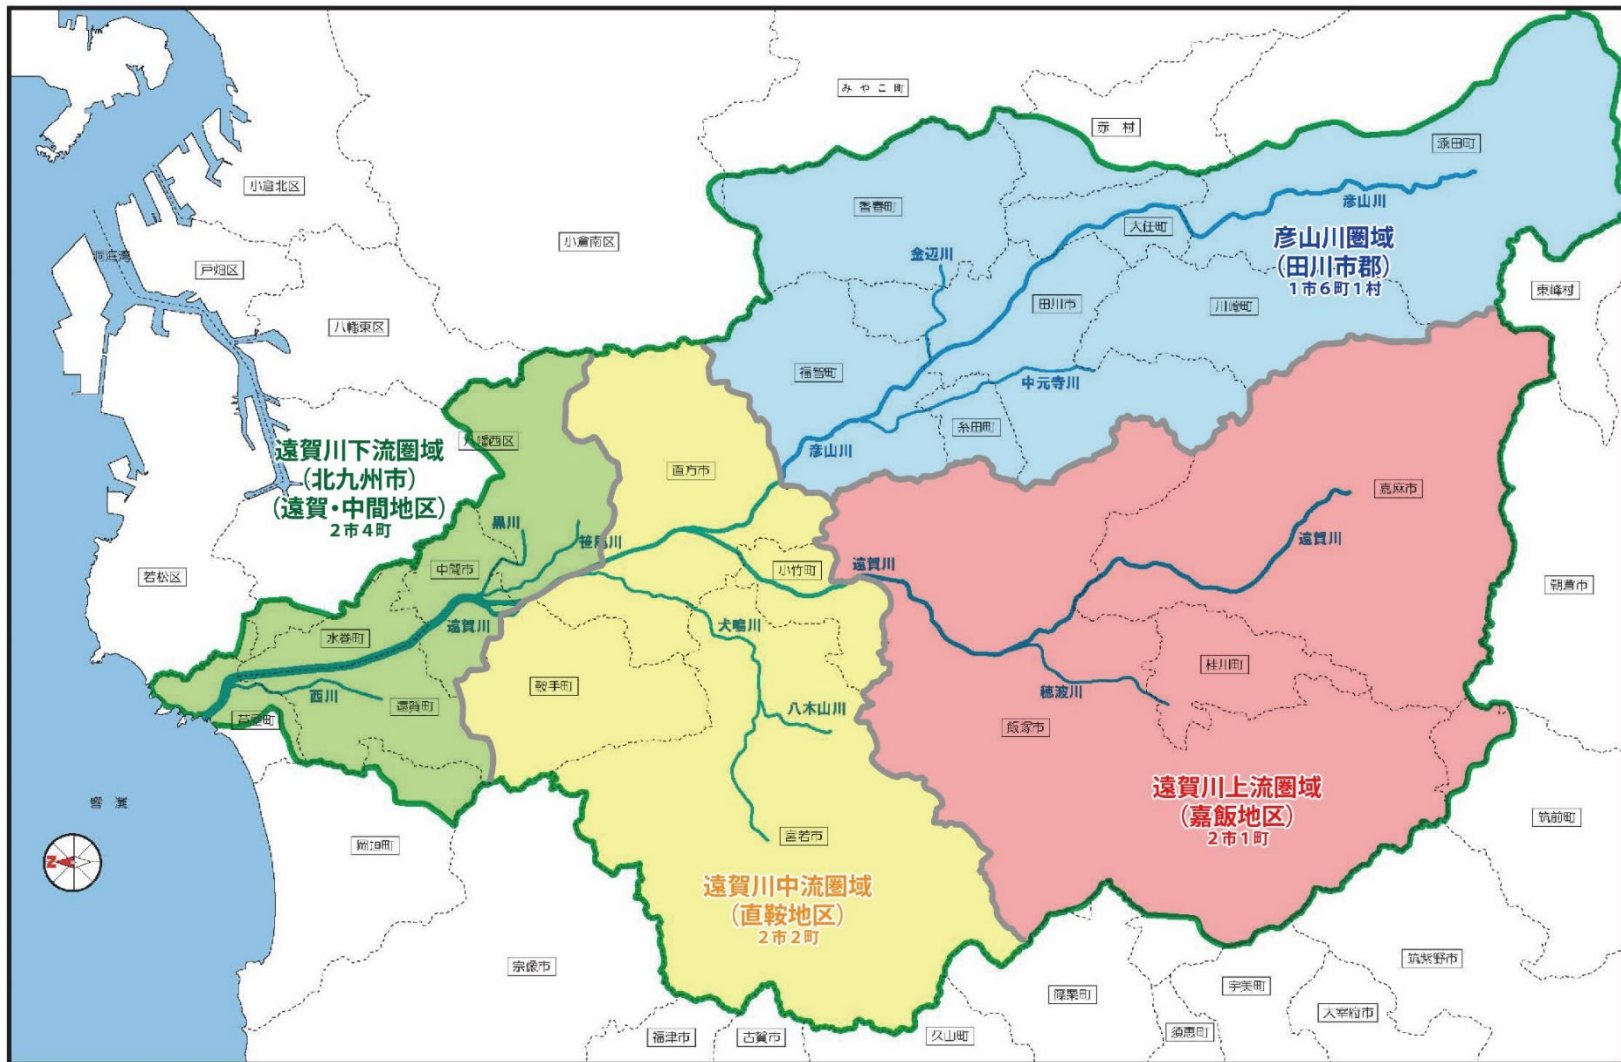 みやこ町
赤村
添田町
小倉北区
香春町
彦山川
大任町
洞海湾
小倉南区
金辺川
彦山川圏域
(田川市郡)
1市6町1村
戸畑区
東峰村
田川市
川崎町
八幡東区
福智町
中元寺川
糸田町
八幡西区
彦山川
遠賀川下流圏域
(北九州市)
(遠賀・中間地区)
2市4町
直方市
嘉麻市
黒川
笹尾川
遠賀川
遠賀川
中間市
小竹町
若松区
朝倉市
遠賀川
犬鳴川
水巻町
桂川町
鞍手町
穂波川
西川
遠賀町
八木山川
芦屋町
飯塚市
遠賀川上流圏域
(嘉飯地区)
2市1町
響灘
筑前町
宮若市
岡垣町
N
遠賀川中流圏域
(直鞍地区)
2市2町
筑紫野市
宗像市
宇美町
篠栗町
太宰府市
福津市
古賀市
久山町
須恵町